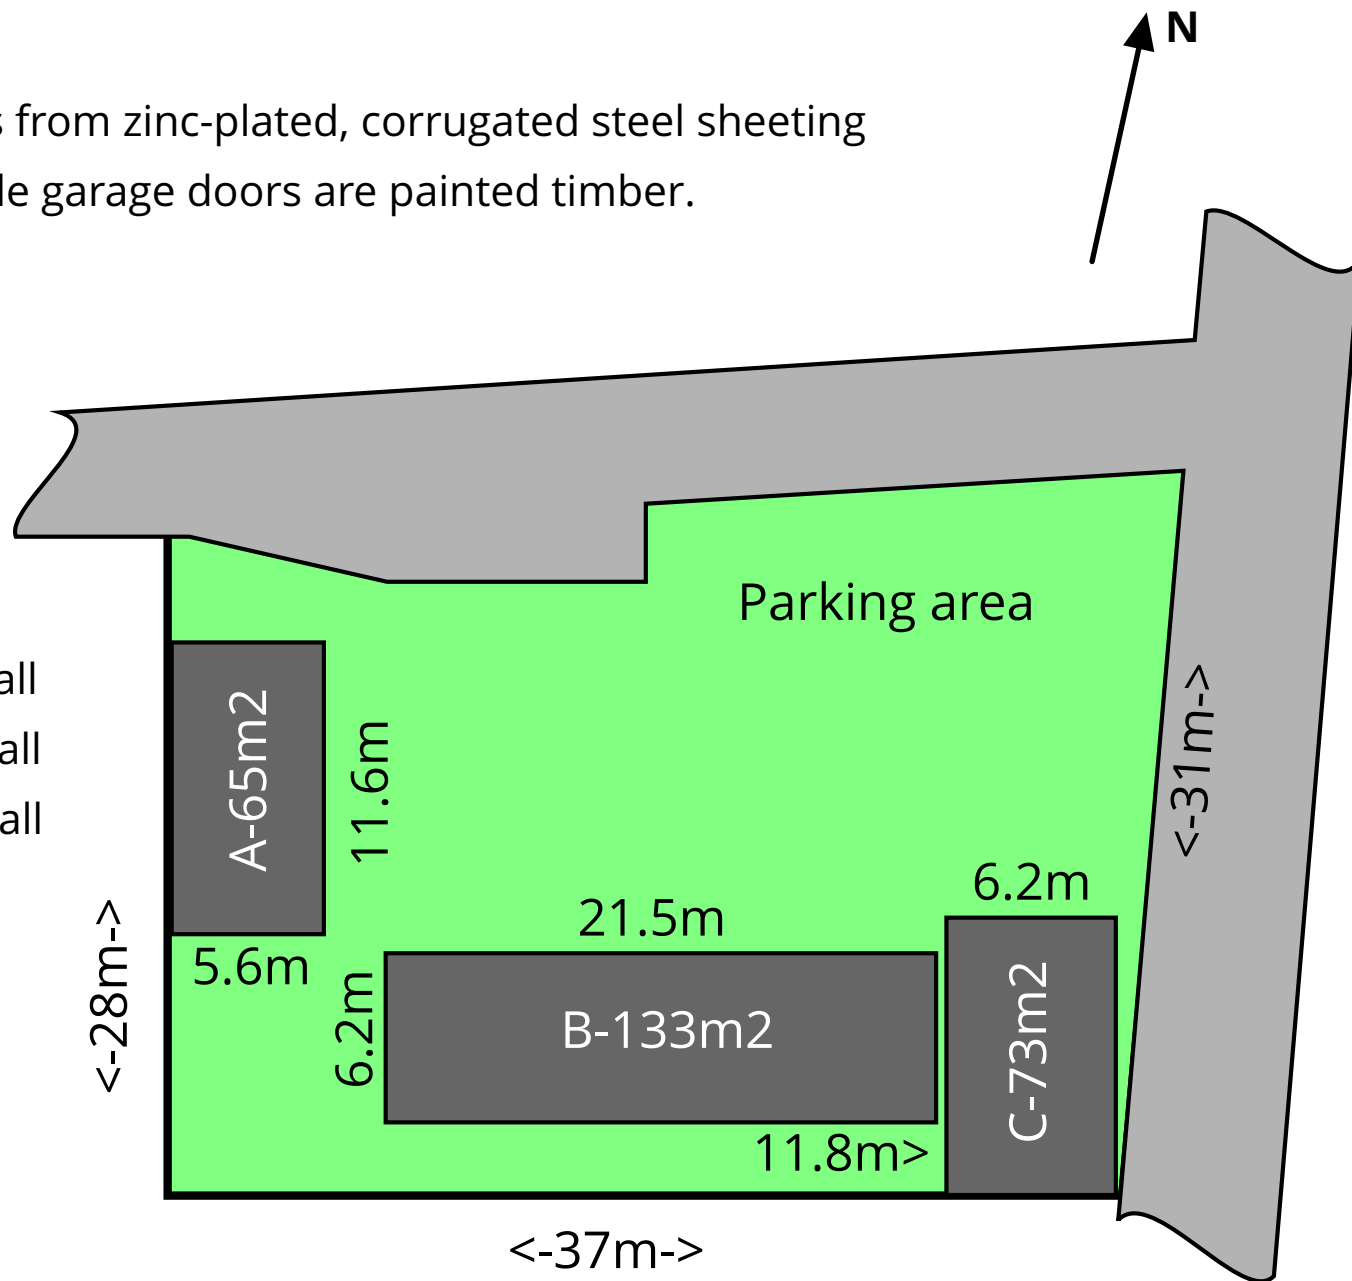 N
s from zinc-plated, corrugated steel sheeting
le garage doors are painted timber.
Parking area
all
all
all
A-65m2
11.6m
<-31m->
6.2m
21.5m
5.6m
<-28m->
6.2m
B-133m2
C-73m2
11.8m>
<-37m->